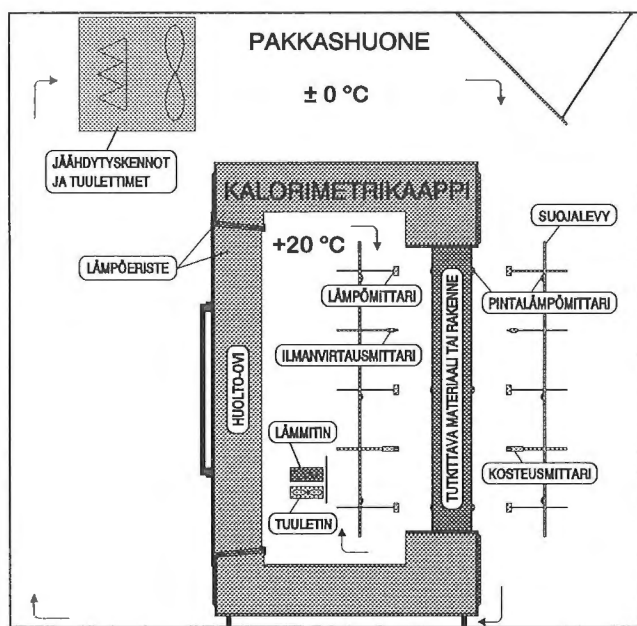 PAKKASHUONE
± 0 °C
JÄÄHDYTYSKENNOT
JA TUULETTIMET
KALORIMETRIKAAPPI
SUOJALEVY
+20 °C
LÄMPÖERISTE
LÄMPÖMITTARI
PINTALÄMPÖMITTARI
ILMANVIRTAUSMITTARI
HUOLTO-OVI
TUTKITTAVA MATERIAALI TAI RAKENNE
LÄMMITIN
KOSTEUSMITTARI
TUULETIN